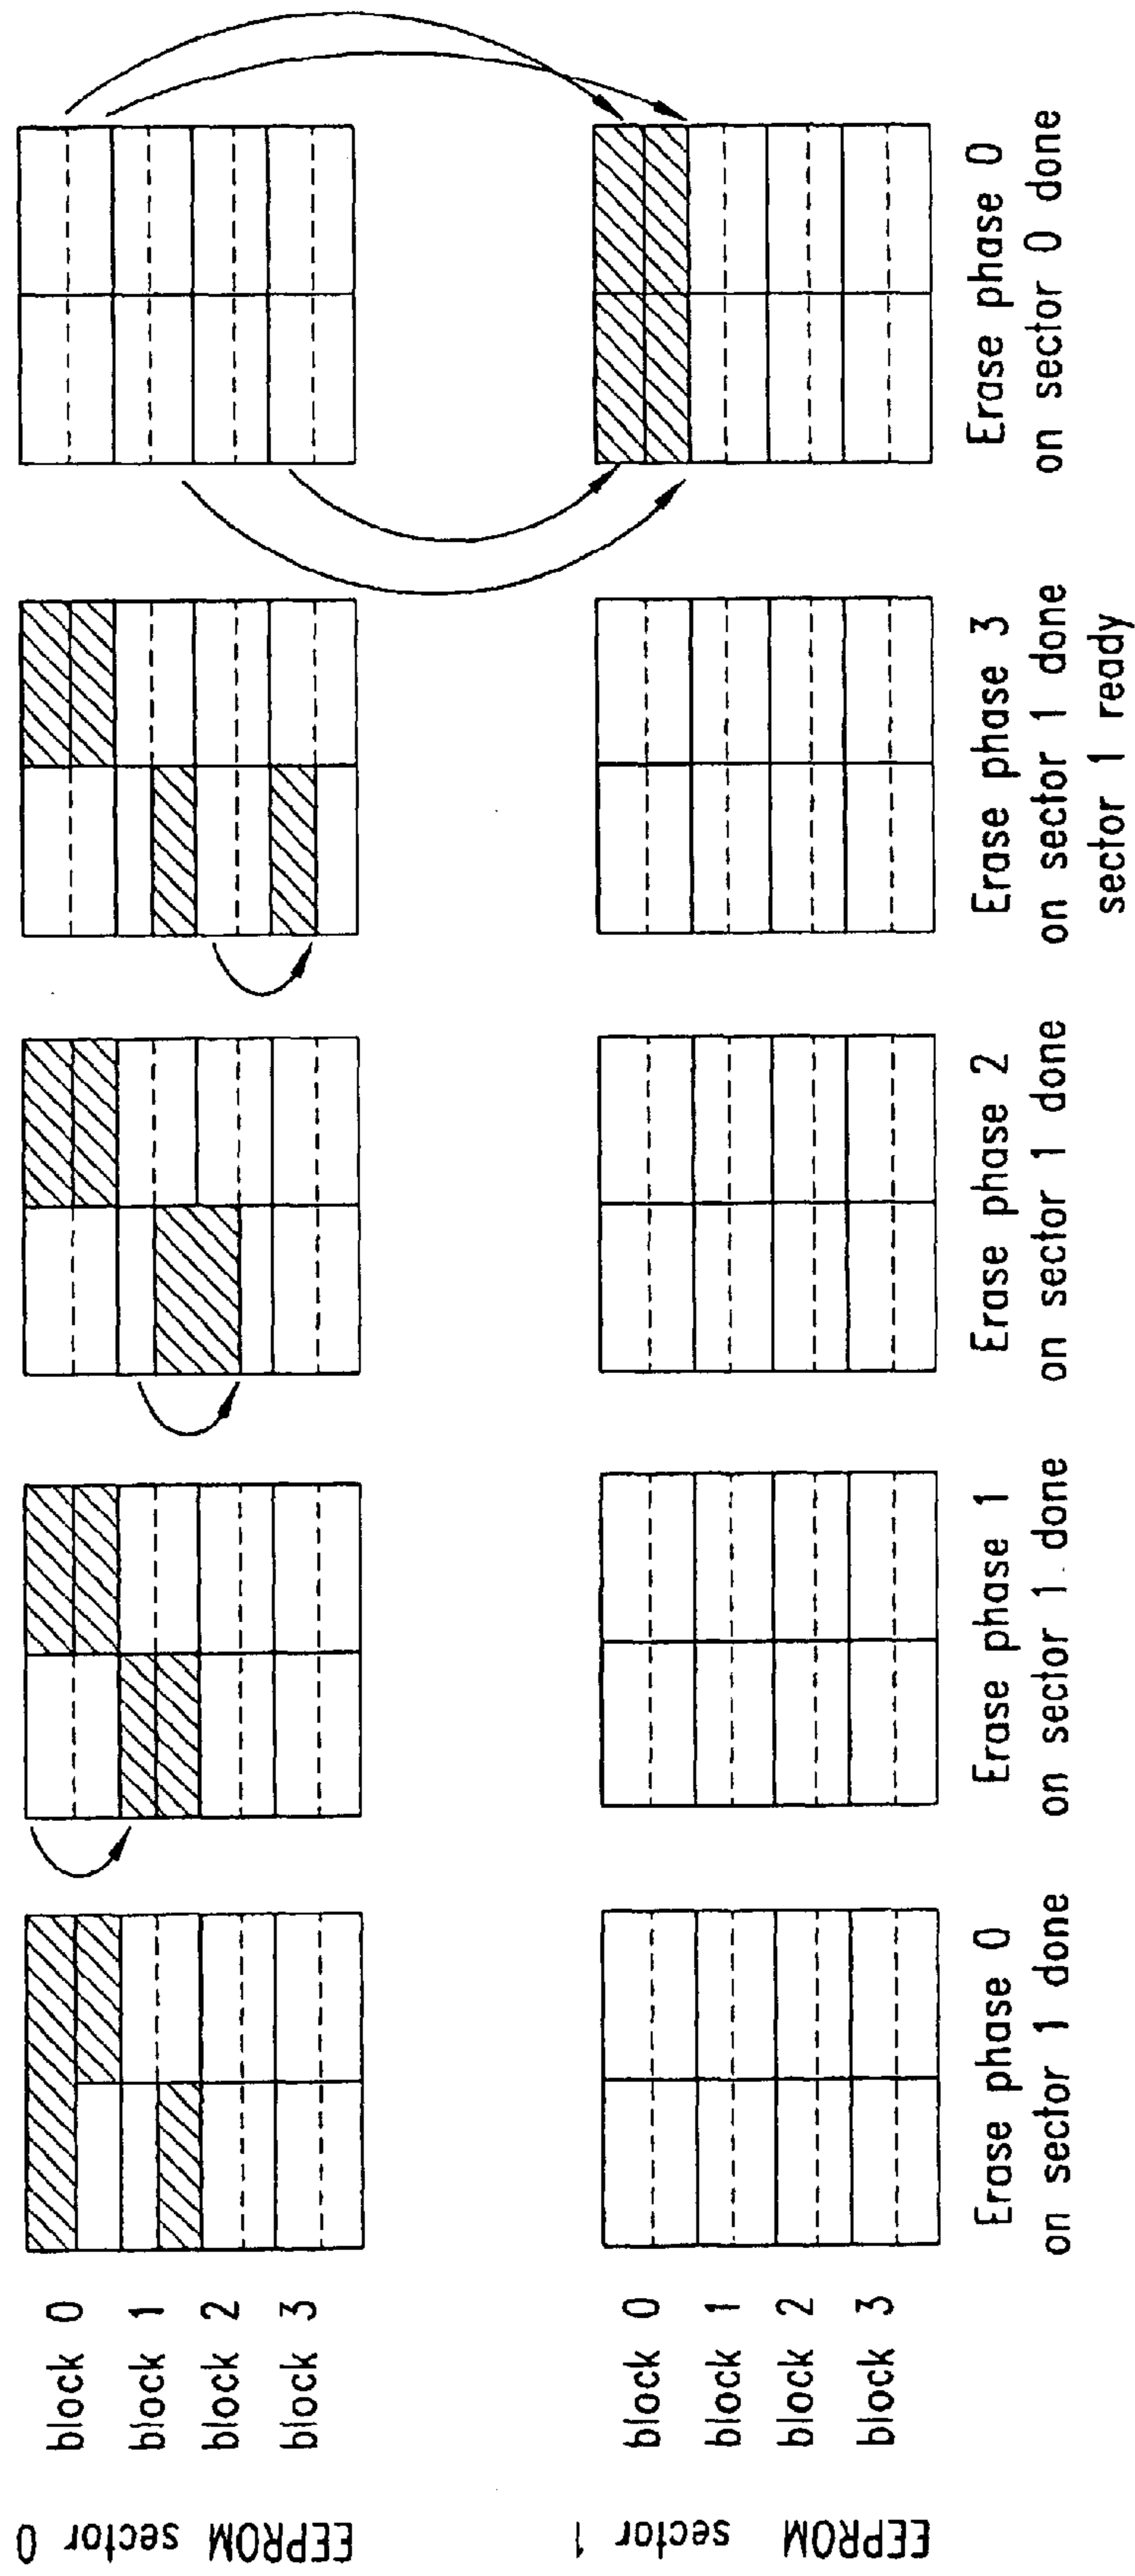 EEPROM
sector 0
block 0
block 1
block 2
block 3
EEPROM
sector 1
block 0
block 1
block 2
block 3
Erase phase 0
on sector 1 done
Erase phase 1
on sector 1 done
Erase phase 2
on sector 1 done
Erase phase 3
on sector 1 done
sector 1 ready
Erase phase 0
on sector 0 done